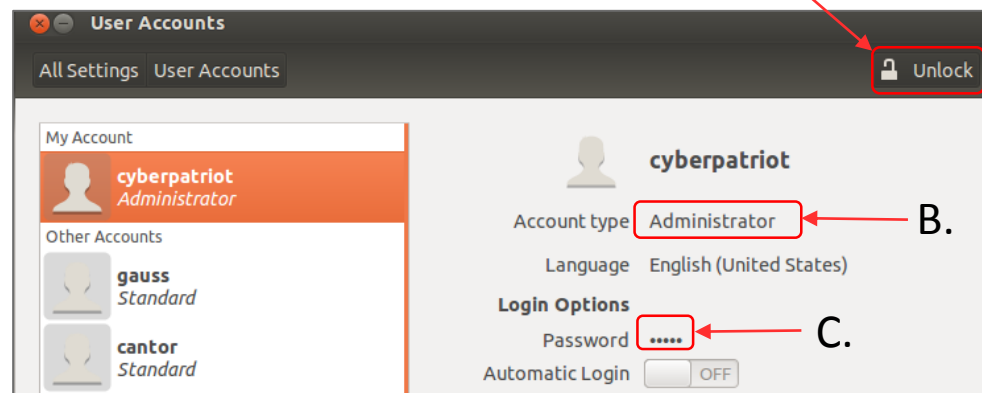 User Accounts
All Settings User Accounts
Unlock
My Account
cyberpatriot
Administrator
Other Accounts
gauss
Standard
cantor
Standard
cyberpatriot
Account type Administrator
B.
Language English (United States)
Login Options
Password •••••
C.
Automatic Login OFF